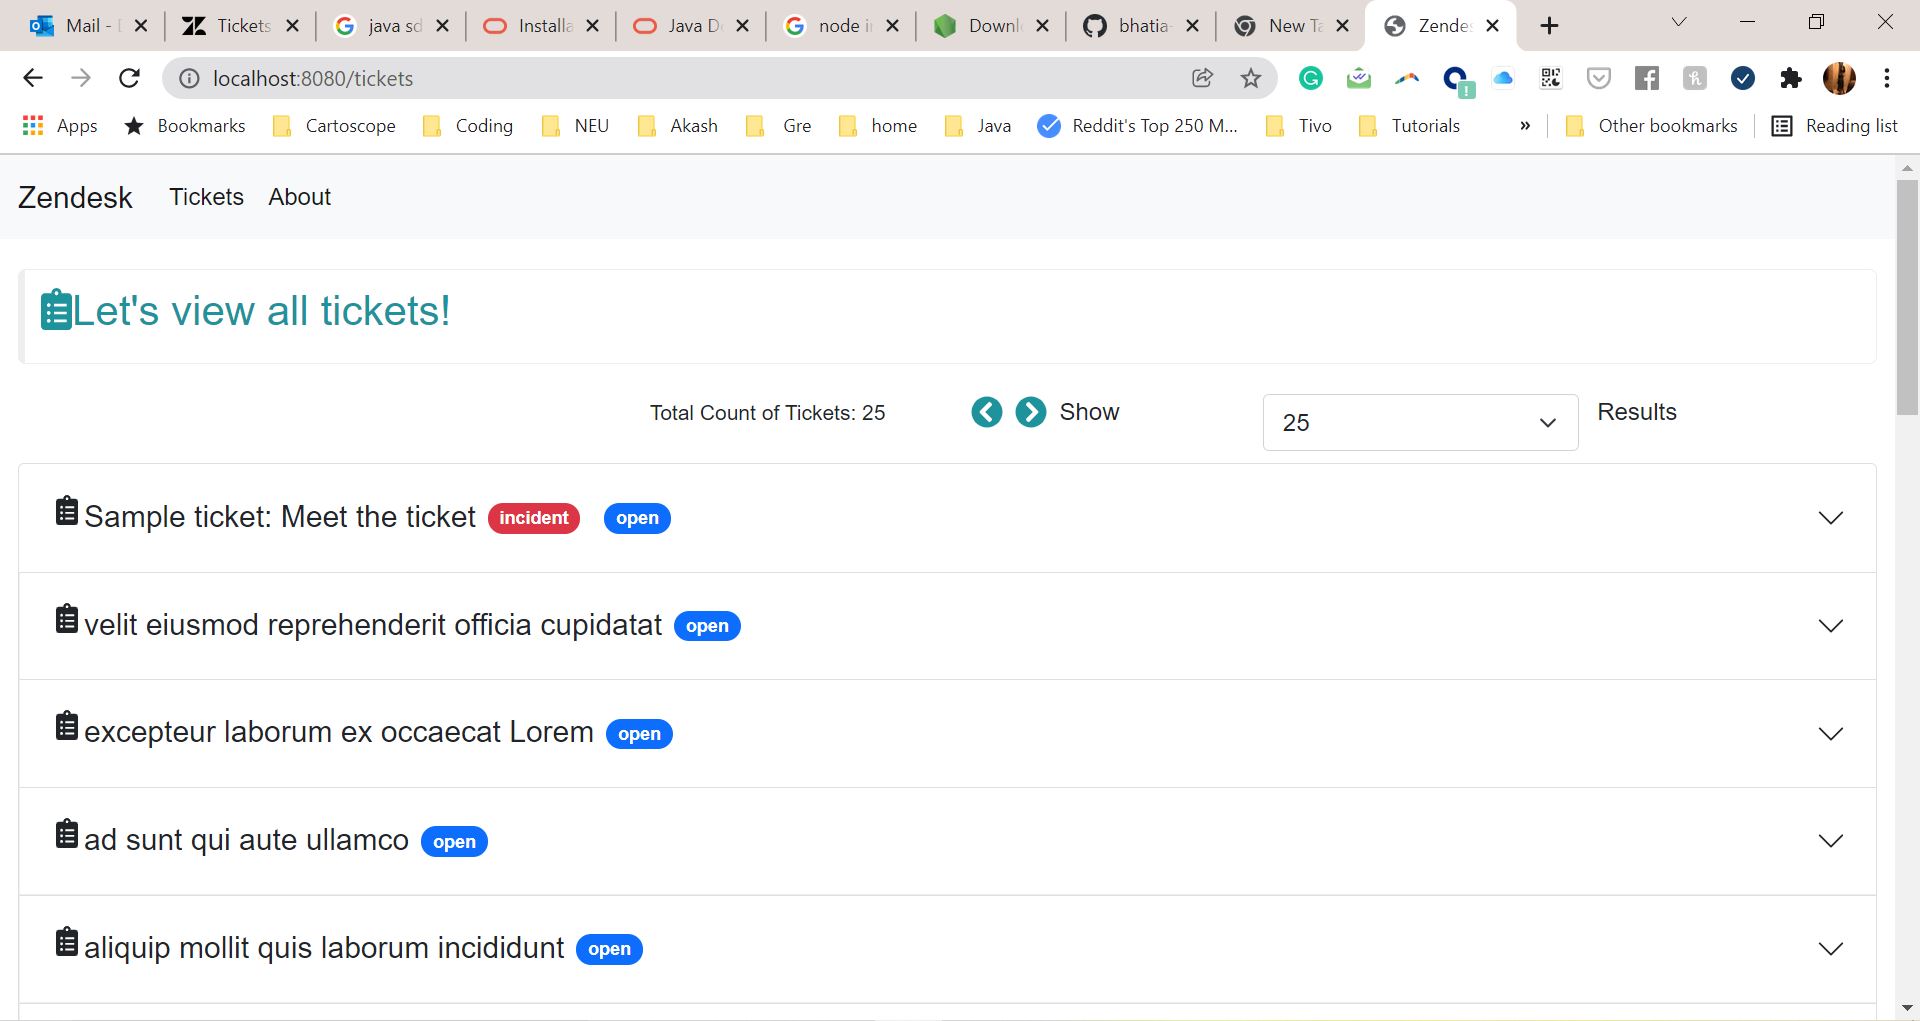 Mail - Tickets java sd Installa Java D node i Downl bhatia- New Ta Zendes
localhost:8080/tickets
Apps Bookmarks Cartoscope Coding NEU Akash Gre home Java Reddit's Top 250 M... Tivo Tutorials » Other bookmarks Reading list
Zendesk Tickets About
Let's view all tickets!
Total Count of Tickets: 25 Show 25 Results
Sample ticket: Meet the ticket incident open
velit eiusmod reprehenderit officia cupidatat open
excepteur laborum ex occaecat Lorem open
ad sunt qui aute ullamco open
aliquip mollit quis laborum incididunt open